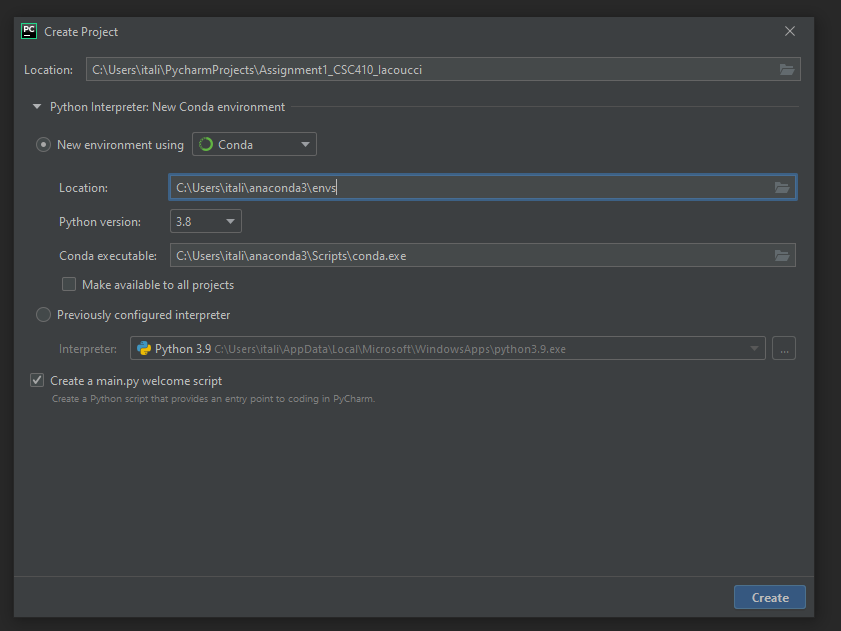 PC Create Project
Location: C:\Users\itali\PycharmProjects\Assignment1_CSC410_Iacoucci
Python Interpreter: New Conda environment
New environment using Conda
Location: C:\Users\itali\anaconda3\envs
Python version: 3.8
Conda executable: C:\Users\itali\anaconda3\Scripts\conda.exe
Make available to all projects
Previously configured interpreter
Interpreter: Python 3.9 C:\Users\itali\AppData\Local\Microsoft\WindowsApps\python3.9.exe ...
Create a main.py welcome script
Create a Python script that provides an entry point to coding in PyCharm.
Create